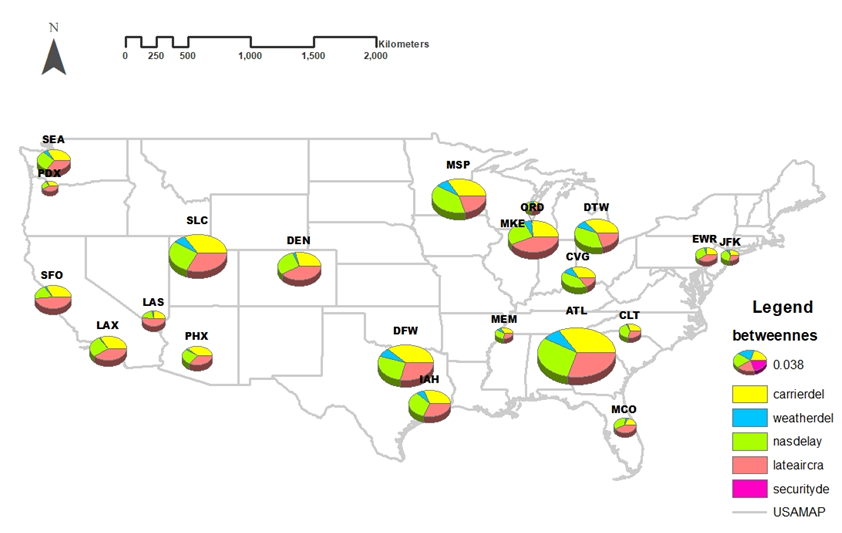 N
Kilometers
0 250 500 1,000 1,500 2,000
SEA
PDX
MSP
SLC
ORD
DTW
MKE
DEN
EWR
JFK
CVG
SFO
LAS
LAX
PHX
DFW
MEM
ATL
CLT
IAH
MCO
Legend
betweennes
0.038
carrierdel
weatherdel
nasdelay
lateaircra
securityde
USAMAP